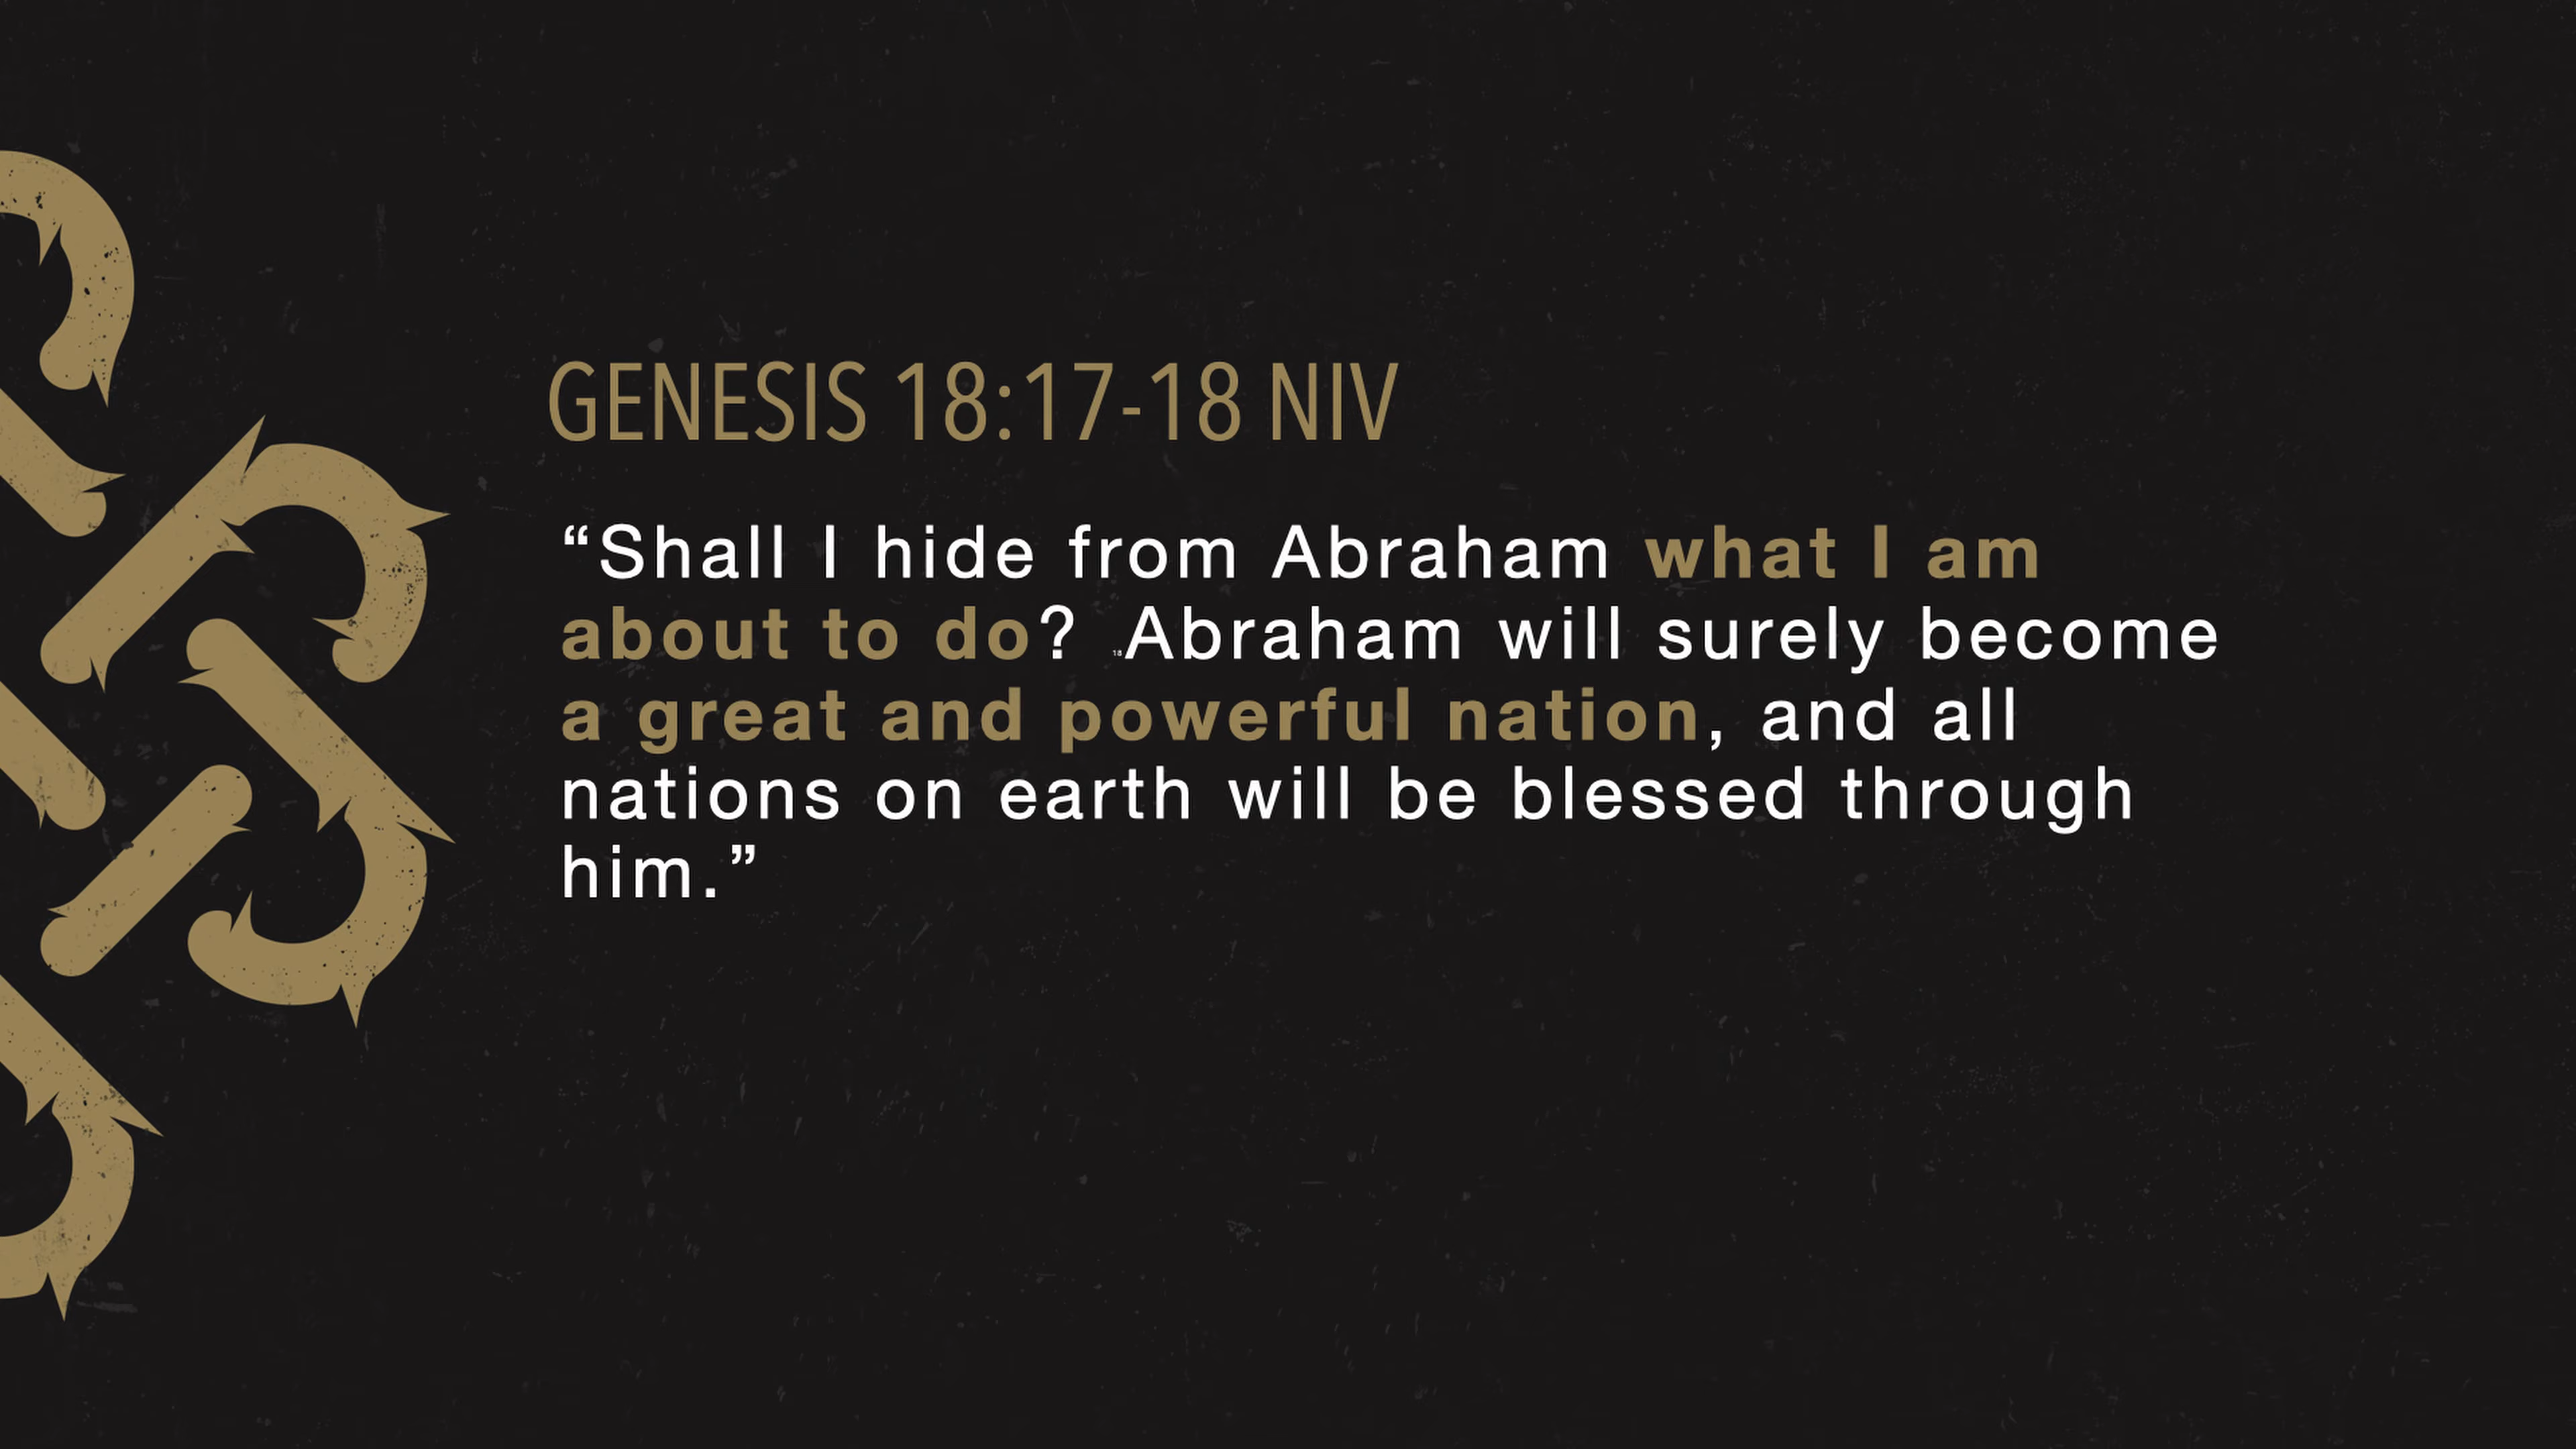 GENESIS 18:17-18 NIV
“Shall I hide from Abraham what I am
about to do? 18Abraham will surely become
a great and powerful nation, and all
nations on earth will be blessed through
him.”